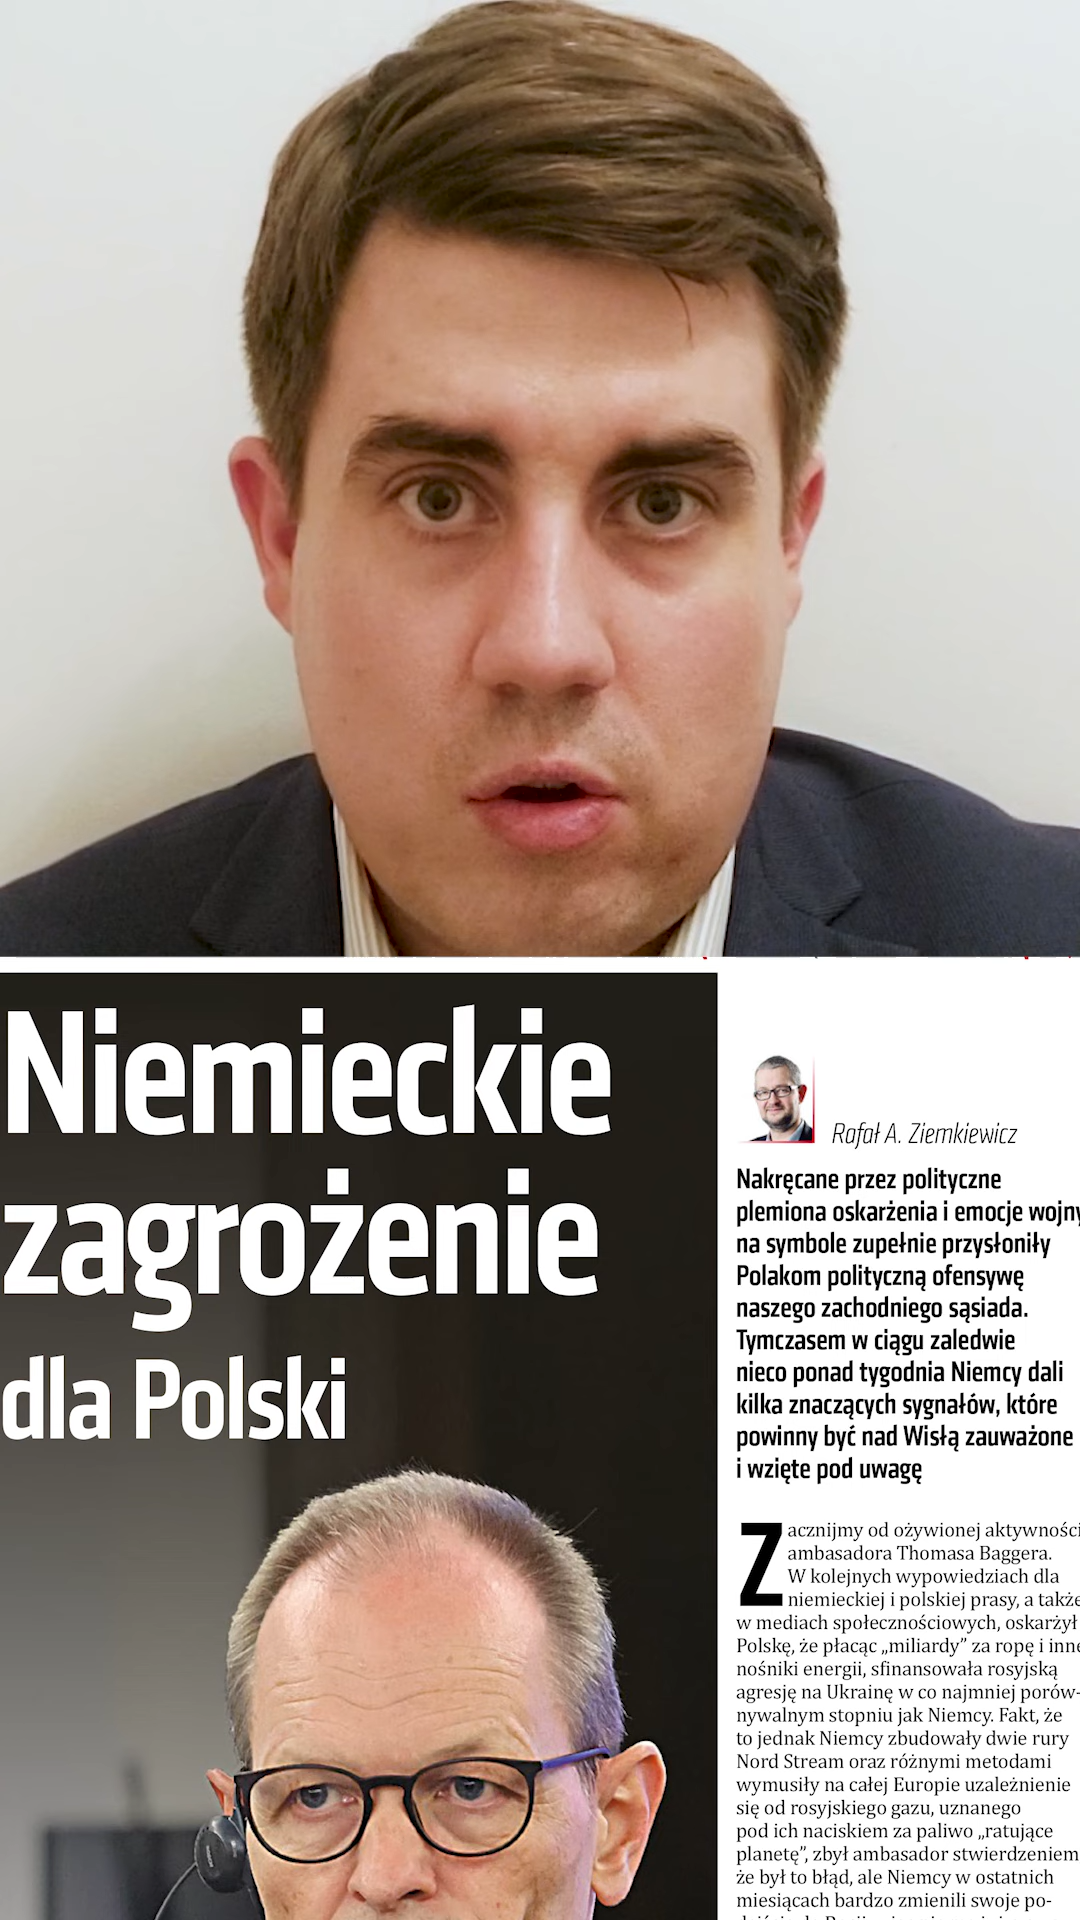 Niemieckie
zagrożenie
dla Polski
Rafał A. Ziemkiewicz
Nakręcane przez polityczne
plemiona oskarżenia i emocje wojny
na symbole zupełnie przysłoniły
Polakom polityczną ofensywę
naszego zachodniego sąsiada.
Tymczasem w ciągu zaledwie
nieco ponad tygodnia Niemcy dali
kilka znaczących sygnałów, które
powinny być nad Wisłą zauważone
i wzięte pod uwagę
Zacznijmy od ożywionej aktywności
ambasadora Thomasa Baggera.
W kolejnych wypowiedziach dla
niemieckiej i polskiej prasy, a także
w mediach społecznościowych, oskarżył
Polskę, że płacąc „miliardy” za ropę i inne
nośniki energii, sfinansowała rosyjską
agresję na Ukrainę w co najmniej porów-
nywalnym stopniu jak Niemcy. Fakt, że
to jednak Niemcy zbudowały dwie rury
Nord Stream oraz różnymi metodami
wymusiły na całej Europie uzależnienie
się od rosyjskiego gazu, uznanego
pod ich naciskiem za paliwo „ratujące
planetę”, zbył ambasador stwierdzeniem,
że był to błąd, ale Niemcy w ostatnich
miesiącach bardzo zmienili swoje po-